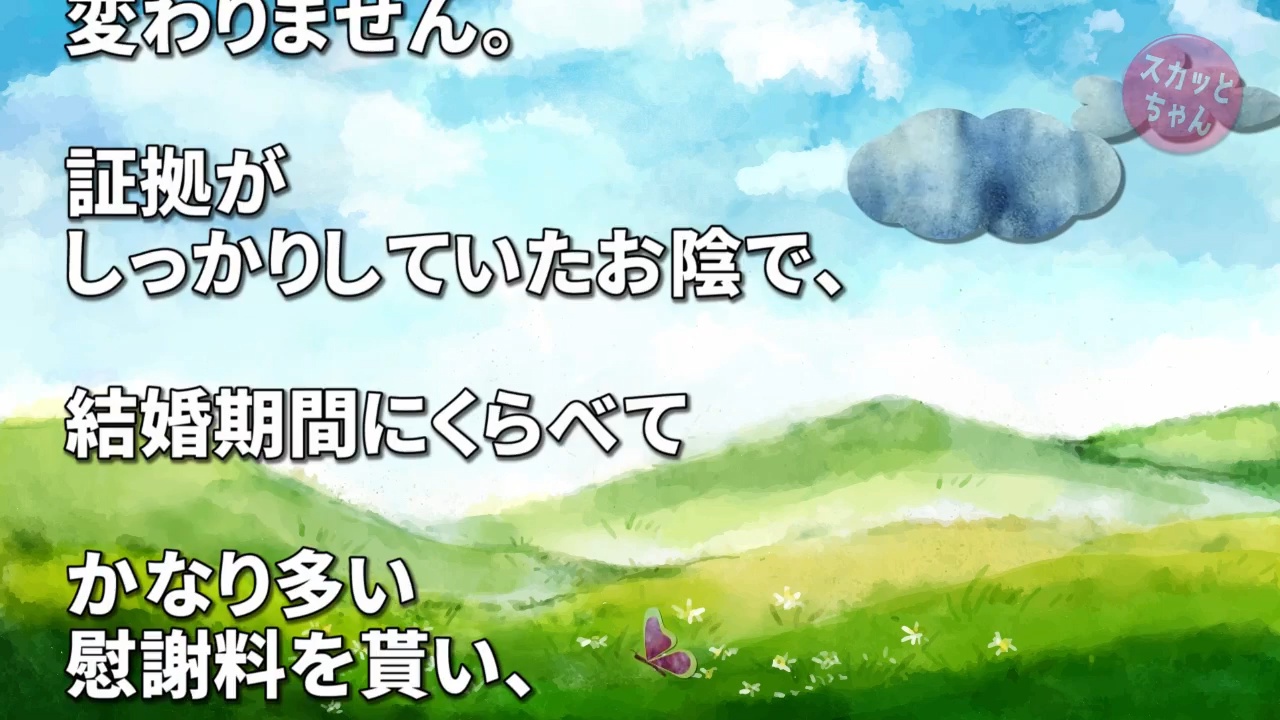 変わりません。
証拠が
しっかりしていたお陰で、
結婚期間にくらべて
かなり多い
慰謝料を貰い、
スカッと
ちゃん